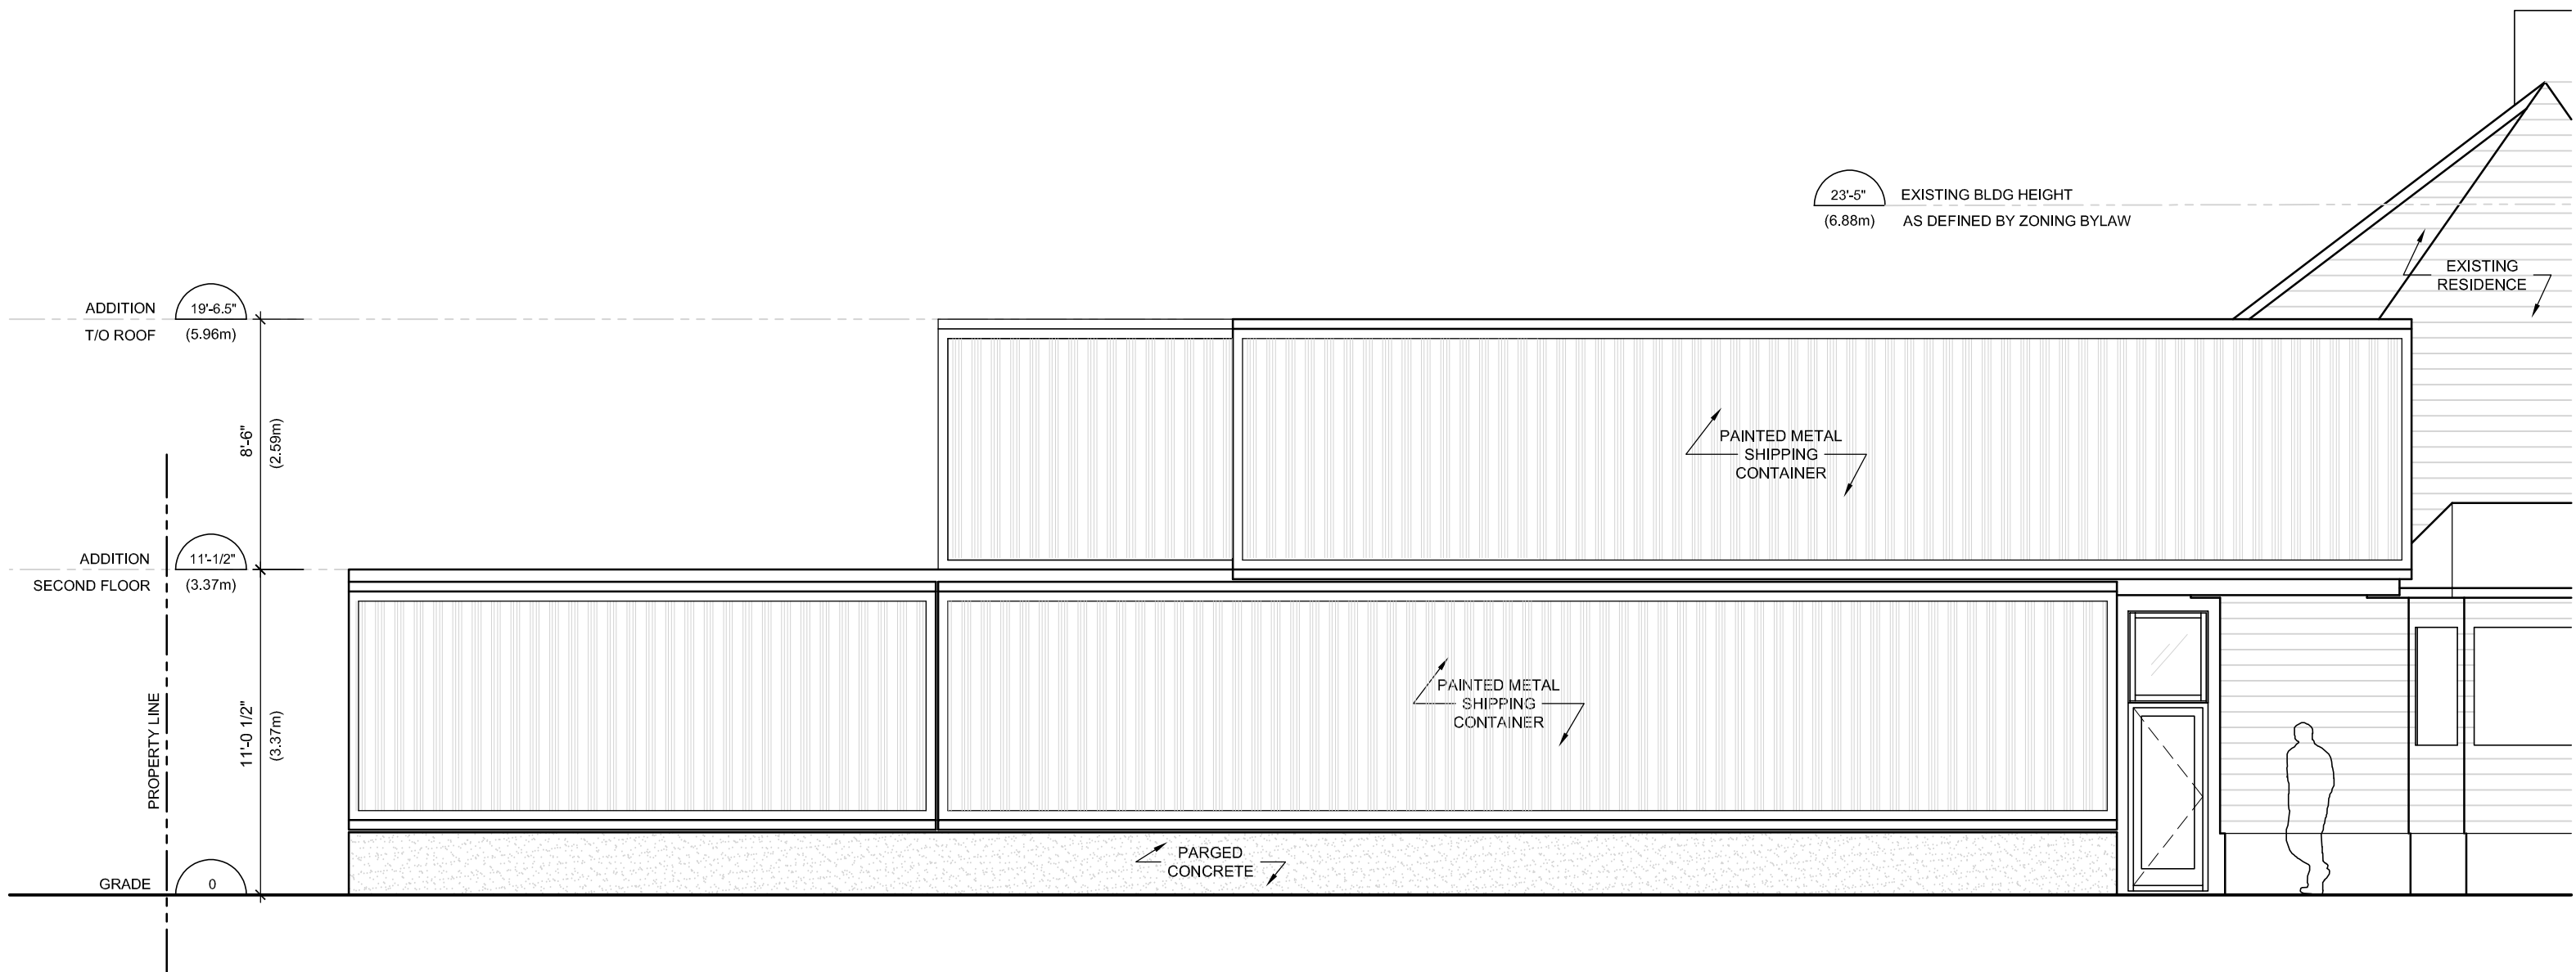 23'-5"
EXISTING BLDG HEIGHT
(6.88m)
AS DEFINED BY ZONING BYLAW
EXISTING
RESIDENCE
ADDITION
19'-6.5"
T/O ROOF
(5.96m)
8'-6"
(2.59m)
PAINTED METAL
SHIPPING
CONTAINER
ADDITION
11'-1/2"
SECOND FLOOR
(3.37m)
PROPERTY LINE
11'-0 1/2"
(3.37m)
PAINTED METAL
SHIPPING
CONTAINER
PARGED
CONCRETE
GRADE
0